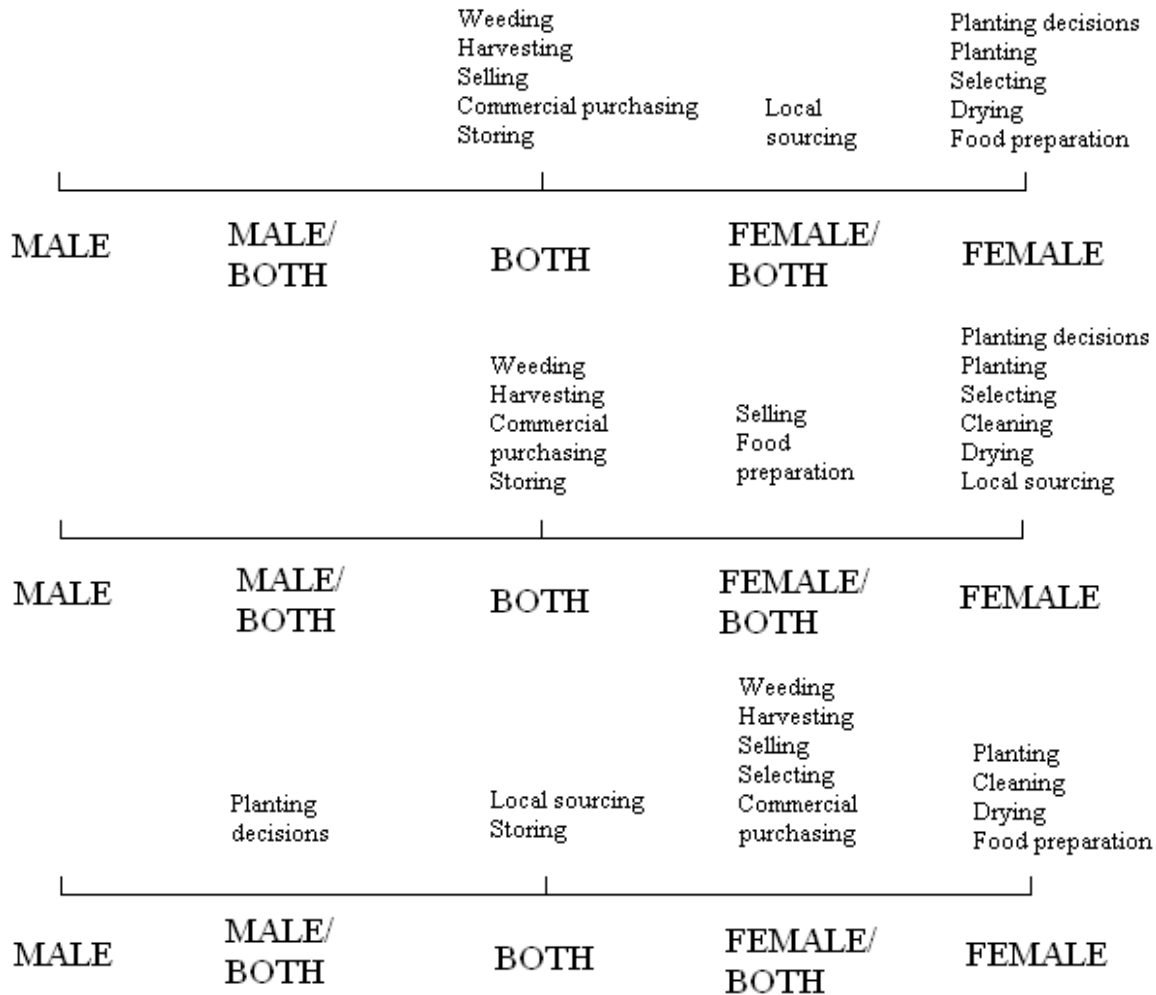 Weeding
Harvesting
Selling
Commercial purchasing
Storing
Local
sourcing
Planting decisions
Planting
Selecting
Drying
Food preparation
MALE
MALE/
BOTH
BOTH
FEMALE/
BOTH
FEMALE
Weeding
Harvesting
Commercial
purchasing
Storing
Selling
Food
preparation
Planting decisions
Planting
Selecting
Cleaning
Drying
Local sourcing
MALE
MALE/
BOTH
BOTH
FEMALE/
BOTH
FEMALE
Planting
decisions
Local sourcing
Storing
Weeding
Harvesting
Selling
Selecting
Commercial
purchasing
Planting
Cleaning
Drying
Food preparation
MALE
MALE/
BOTH
BOTH
FEMALE/
BOTH
FEMALE